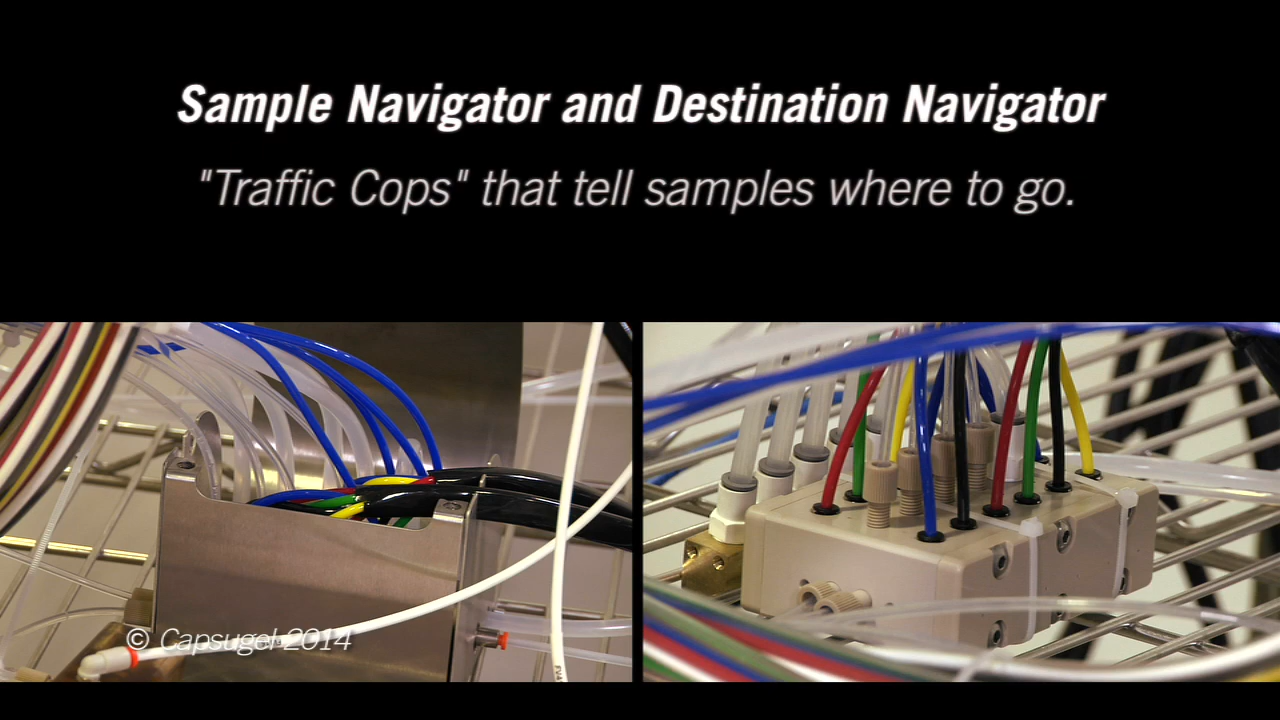 Sample Navigator and Destination Navigator
"Traffic Cops" that tell samples where to go.
© Capsugel 2014